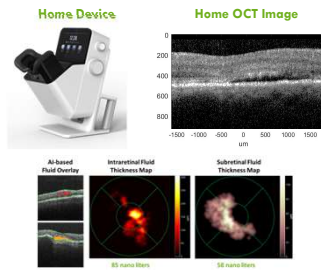 Home Device
Home OCT Image
0
200
400
600
800
-1500 -1000 -500 0 500 1000 1500
um
AI-based
Fluid Overlay
Intraretinal Fluid
Thickness Map
Subretinal Fluid
Thickness Map
85 nano liters
58 nano liters